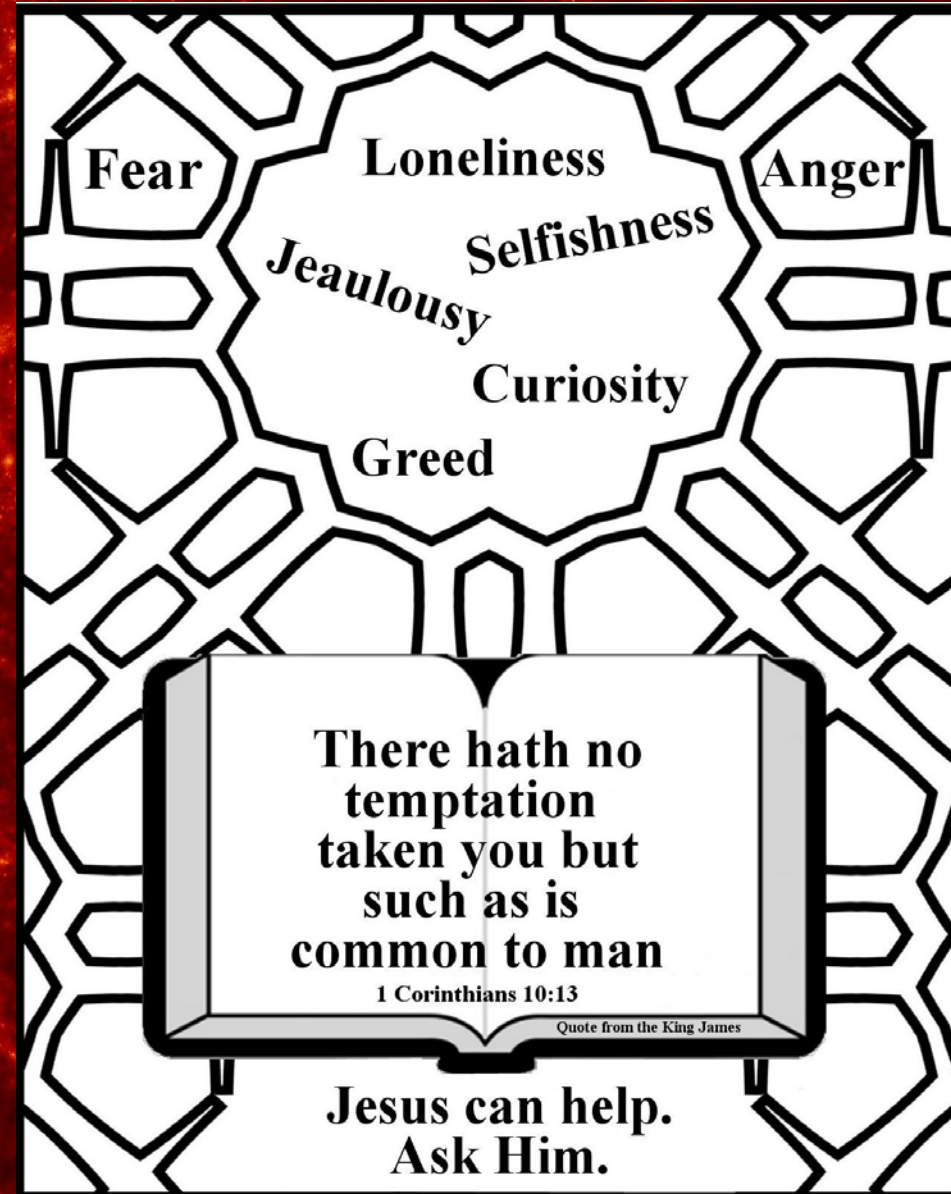 Fear
Loneliness
Anger
Selfishness
Jeaulousy
Curiosity
Greed
There hath no
temptation
taken you but
such as is
common to man
1 Corinthians 10:13
Quote from the King James
Jesus can help.
Ask Him.